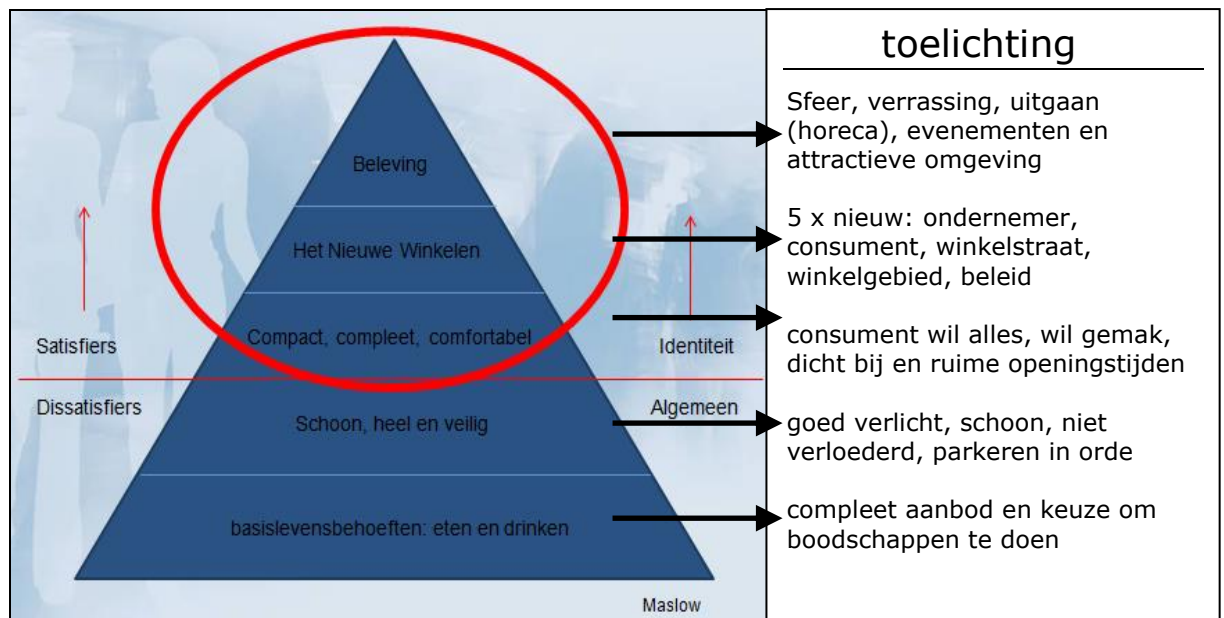 toelichting
Beleving
Het Nieuwe Winkelen
Compact, compleet, comfortabel
Satisfiers
Identiteit
Dissatisfiers
Algemeen
Schoon, heel en veilig
basislevensbehoeften: eten en drinken
Maslow
Sfeer, verrassing, uitgaan
(horeca), evenementen en
attractieve omgeving
5 x nieuw: ondernemer,
consument, winkelstraat,
winkelgebied, beleid
consument wil alles, wil gemak,
dicht bij en ruime openingstijden
goed verlicht, schoon, niet
verloederd, parkeren in orde
compleet aanbod en keuze om
boodschappen te doen